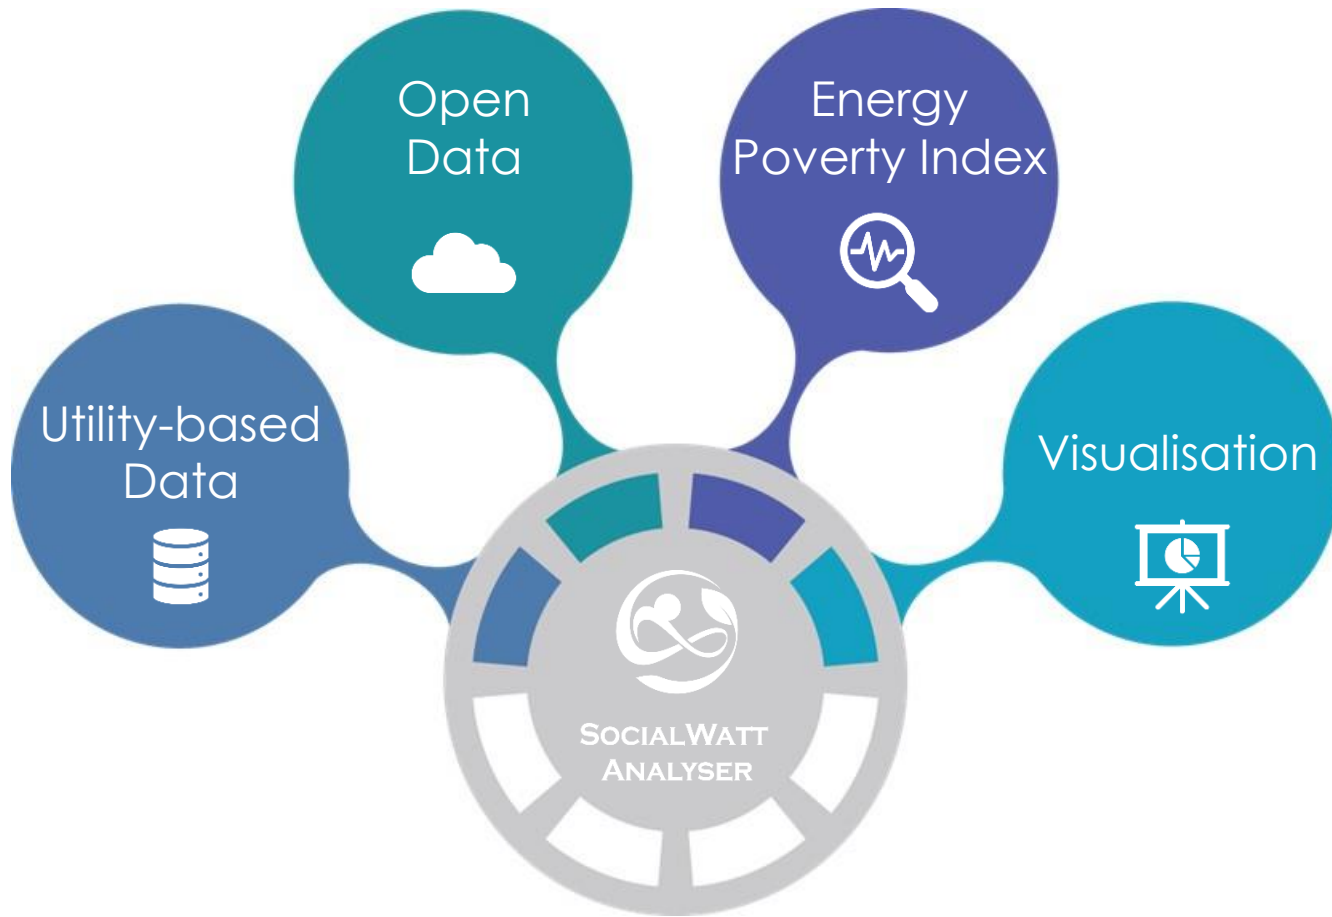 Open
Data
Energy
Poverty Index
Utility-based
Data
Visualisation
SOCIALWATT
ANALYSER